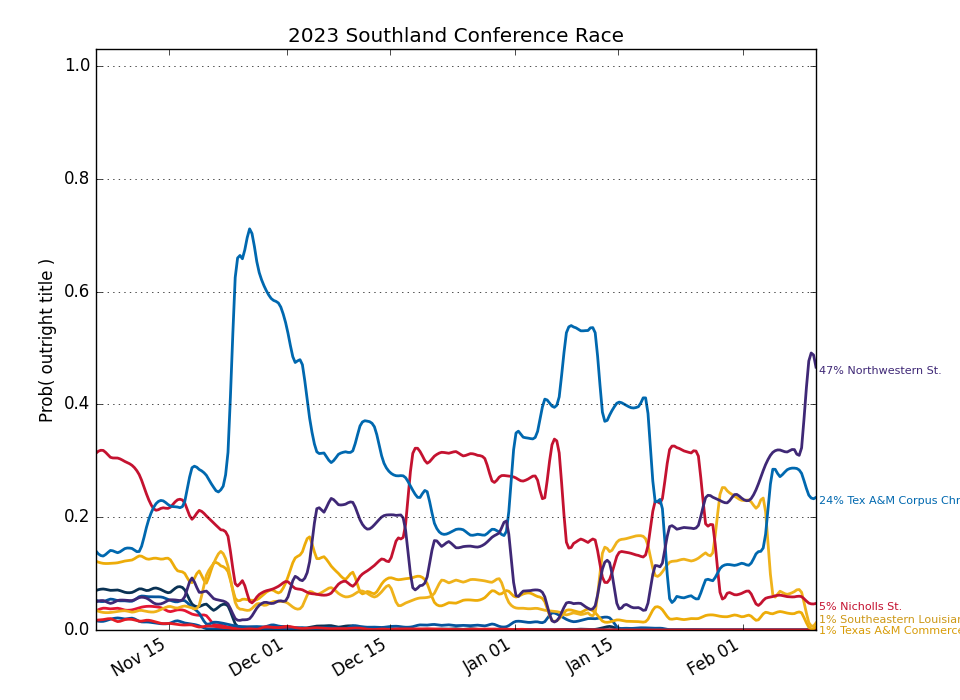 2023 Southland Conference Race
1.0
0.8
0.6
0.4
0.2
0.0
Prob( outright title )
47% Northwestern St.
24% Tex A&M Corpus Chr
5% Nicholls St.
1% Southeastern Louisian
1% Texas A&M Commerce
Nov 15
Dec 01
Dec 15
Jan 01
Jan 15
Feb 01